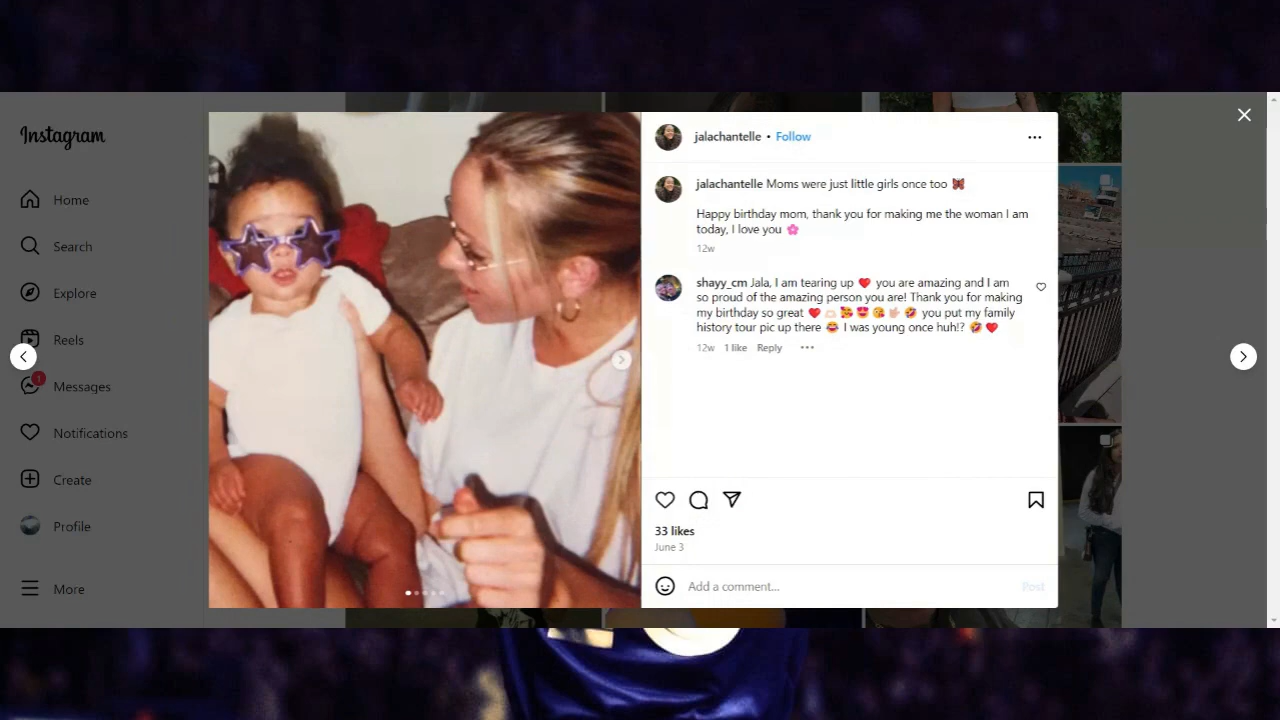 Instagram
Home
Search
Explore
Reels
1
Messages
Notifications
Create
Profile
More
jalachantelle • Follow
jalachantelle Moms were just little girls once too 🦋
Happy birthday mom, thank you for making me the woman I am
today, I love you 🌸
12w
shayy_cm Jala, I am tearing up ❤️ you are amazing and I am
so proud of the amazing person you are! Thank you for making
my birthday so great ❤️🫶🏻🥰😍😘🤟🏻🤣 you put my family
history tour pic up there 😂 I was young once huh!? 🤣❤️
12w 1 like Reply
33 likes
June 3
Add a comment...
Post